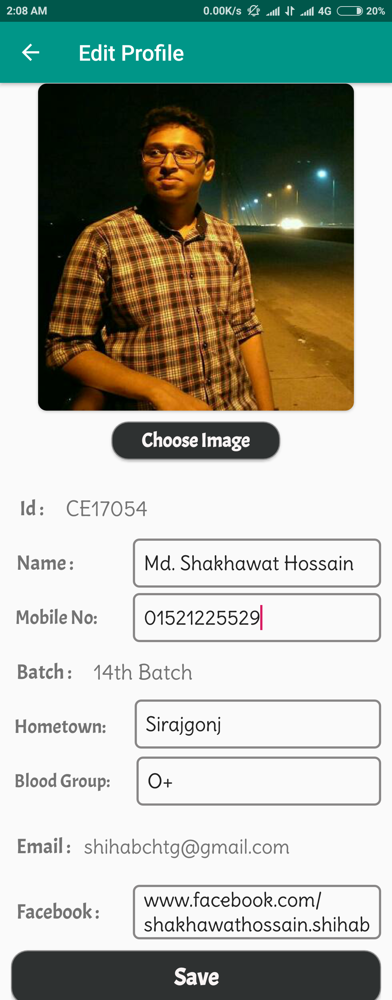 2:08 AM 0.00K/s 4G 20%
Edit Profile
Choose Image
Id : CE17054
Name : Md. Shakhawat Hossain
Mobile No: 01521225529
Batch : 14th Batch
Hometown: Sirajgonj
Blood Group: O+
Email : shihabchtg@gmail.com
Facebook : www.facebook.com/
shakhawathossain.shihab
Save